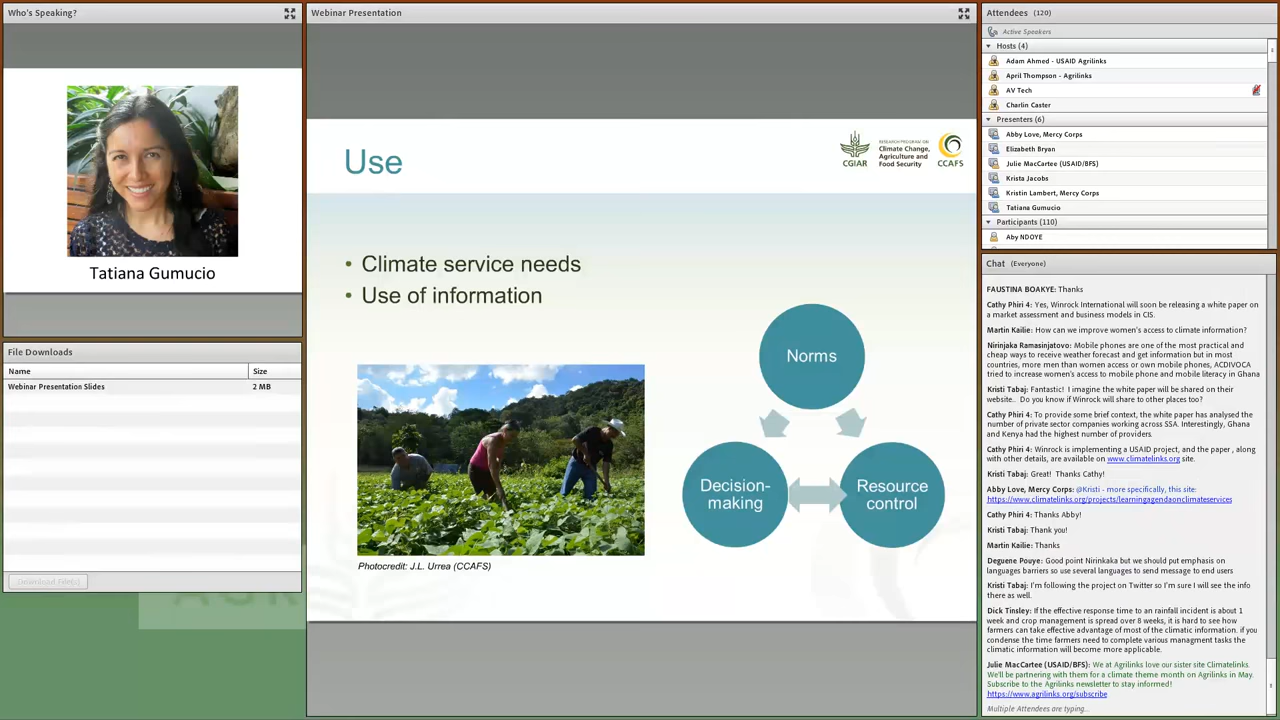 Who's Speaking?
Tatiana Gumucio
File Downloads
Name
Size
Webinar Presentation Slides
2 MB
Download File(s)
Webinar Presentation
Use
CGIAR
RESEARCH PROGRAM ON
Climate Change,
Agriculture and
Food Security
CCAFS
• Climate service needs
• Use of information
Norms
Decision-
making
Resource
control
Photocredit: J.L. Urrea (CCAFS)
Attendees (120)
Active Speakers
Hosts (4)
Adam Ahmed - USAID Agrilinks
April Thompson - Agrilinks
AV Tech
Charlin Caster
Presenters (6)
Abby Love, Mercy Corps
Elizabeth Bryan
Julie MacCartee (USAID/BFS)
Krista Jacobs
Kristin Lambert, Mercy Corps
Tatiana Gumucio
Participants (110)
Aby NDOYE
Chat (Everyone)
FAUSTINA BOAKYE: Thanks
Cathy Phiri 4: Yes, Winrock International will soon be releasing a white paper on
a market assessment and business models in CIS.
Martin Kailie: How can we improve women's access to climate information?
Nirinjaka Ramasinjatovo: Mobile phones are one of the most practical and
cheap ways to receive weather forecast and get information but in most
countries, more men than women access or own mobile phones, ACDIVOCA
tried to increase women's access to mobile phone and mobile literacy in Ghana
Kristi Tabaj: Fantastic! I imagine the white paper will be shared on their
website.. Do you know if Winrock will share to other places too?
Cathy Phiri 4: To provide some brief context, the white paper has analysed the
number of private sector companies working across SSA. Interestingly, Ghana
and Kenya had the highest number of providers.
Cathy Phiri 4: Winrock is implementing a USAID project, and the paper , along
with other details, are available on www.climatelinks.org site.
Kristi Tabaj: Great! Thanks Cathy!
Abby Love, Mercy Corps: @Kristi - more specifically, this site:
https://www.climatelinks.org/projects/learningagendaonclimateservices
Cathy Phiri 4: Thanks Abby!
Kristi Tabaj: Thank you!
Martin Kailie: Thanks
Deguene Pouye: Good point Nirinkaka but we should put emphasis on
languages barriers so use several languages to send message to end users
Kristi Tabaj: I'm following the project on Twitter so I'm sure I will see the info
there as well.
Dick Tinsley: If the effective response time to an rainfall incident is about 1
week and crop management is spread over 8 weeks, it is hard to see how
farmers can take effective advantage of most of the climatic information. if you
condense the time farmers need to complete various managment tasks the
climatic information will become more applicable.
Julie MacCartee (USAID/BFS): We at Agrilinks love our sister site Climatelinks.
We'll be partnering with them for a climate theme month on Agrilinks in May.
Subscribe to the Agrilinks newsletter to stay informed!
https://www.agrilinks.org/subscribe
Multiple Attendees are typing...